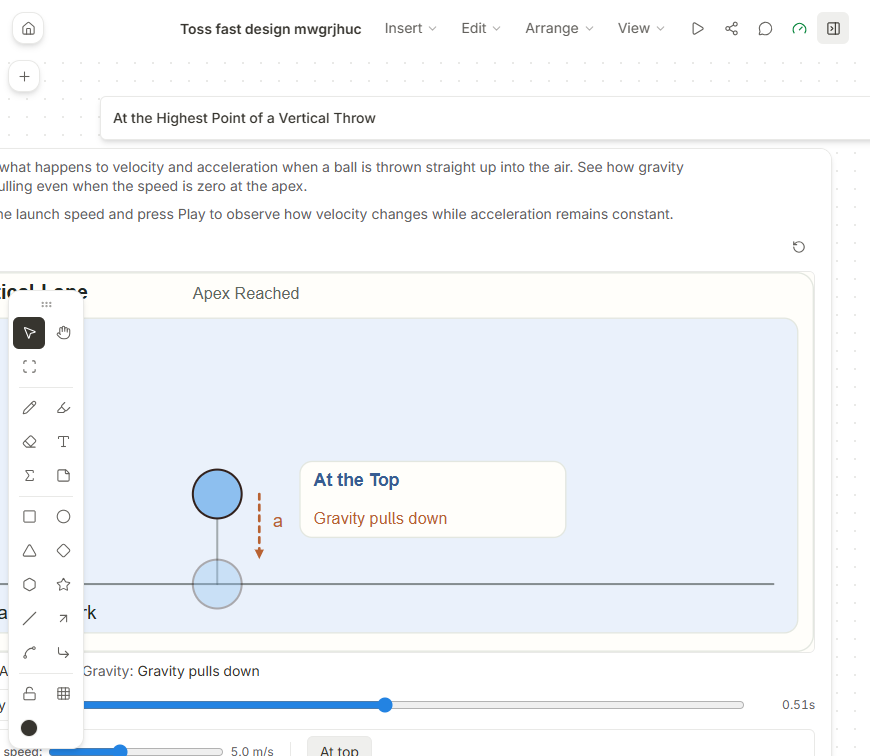 Toss fast design mwgrjhuc Insert Edit Arrange View
At the Highest Point of a Vertical Throw
what happens to velocity and acceleration when a ball is thrown straight up into the air. See how gravity
ulling even when the speed is zero at the apex.
he launch speed and press Play to observe how velocity changes while acceleration remains constant.
Apex Reached
At the Top
a
Gravity pulls down
Gravity: Gravity pulls down
0.51s
speed: 5.0 m/s At top